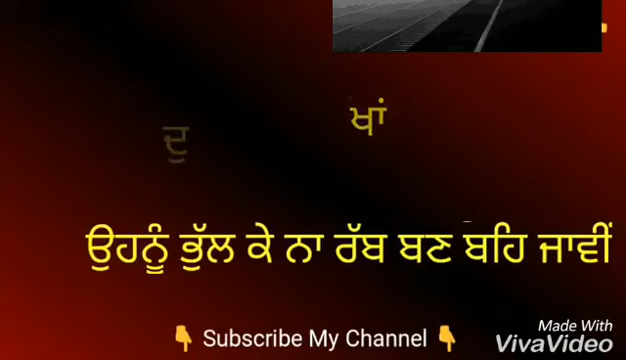 ਦੁ ਖਾਂ
ਉਹਨੂੰ ਭੁੱਲ ਕੇ ਨਾ ਰੱਬ ਬਣ ਬਹਿ ਜਾਵੀਂ
👇 Subscribe My Channel 👇
Made With
VivaVideo